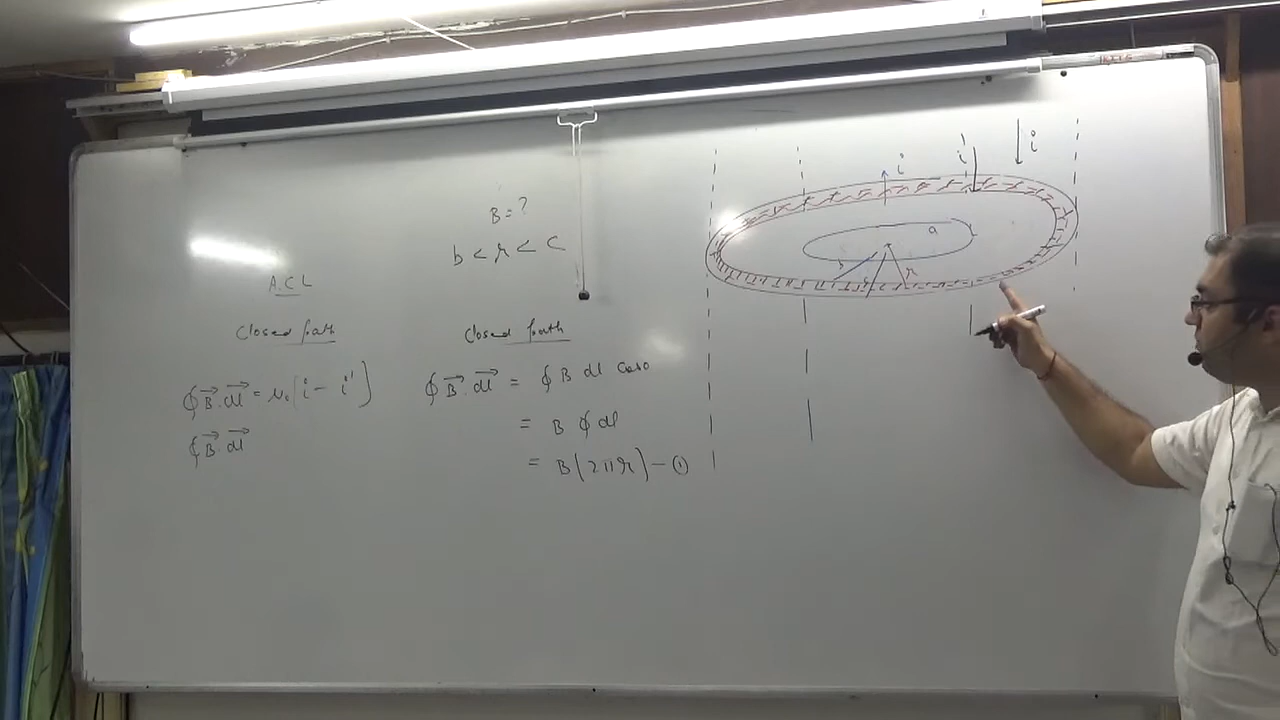 B = ?
b < r < c
A.C.L
Closed path
∮B⃗.dl⃗ = μ₀(i - i')
∮B⃗.dl⃗
Closed path
∮B⃗.dl⃗ = ∮ B dl cos0
= B ∮ dl
= B(2πr) - ①
i
i'
i
a
b
c
r